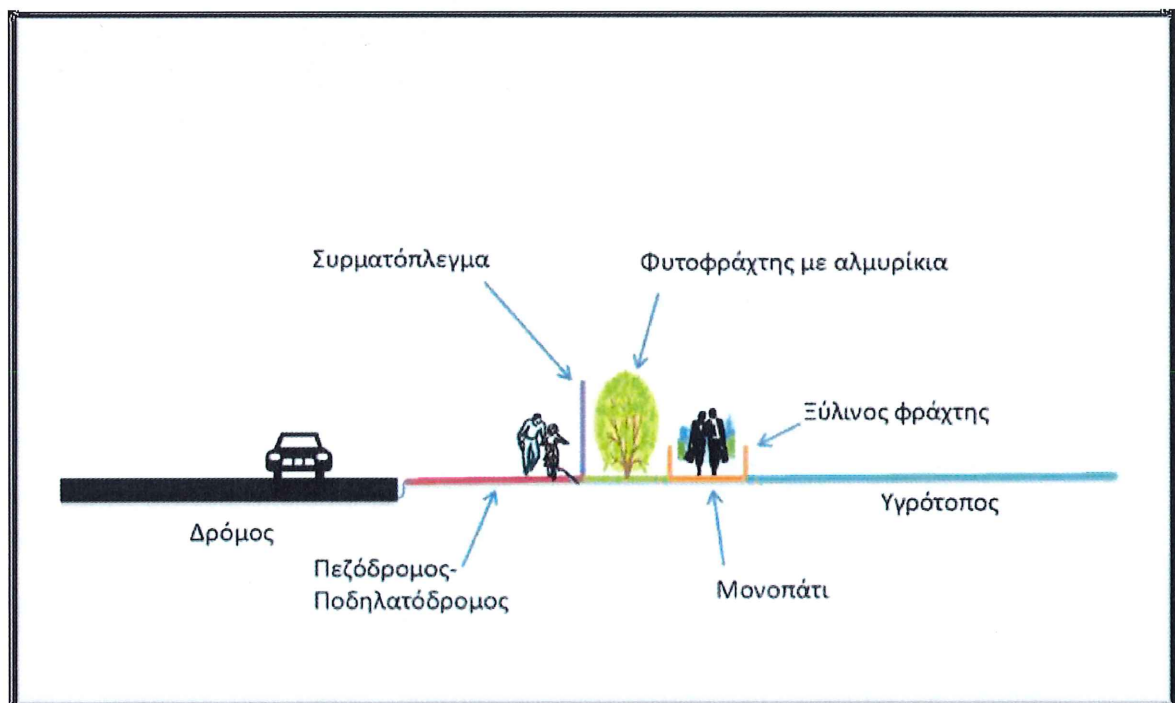 Συρματόπλεγμα
Φυτοφράχτης με αλμυρίκια
Ξύλινος φράχτης
Υγρότοπος
Δρόμος
Πεζόδρομος-
Ποδηλατόδρομος
Μονοπάτι